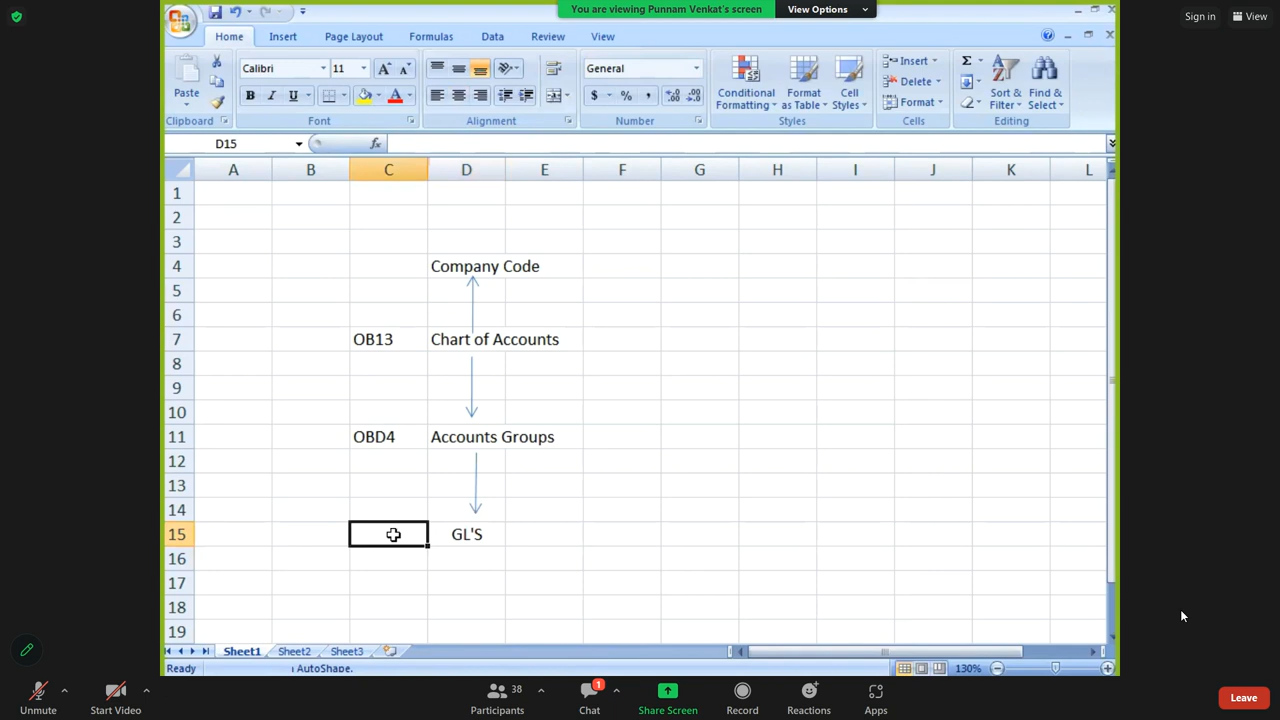 You are viewing Punnam Venkat's screen
View Options
Sign in
View
Home
Insert
Page Layout
Formulas
Data
Review
View
Paste
Clipboard
Calibri
11
B I U
Font
Alignment
General
$ % ,
Number
Conditional Formatting
Format as Table
Cell Styles
Styles
Insert
Delete
Format
Cells
Sort & Filter
Find & Select
Editing
D15
fx
A B C D E F G H I J K L
1
2
3
4 Company Code
5
6
7 OB13 Chart of Accounts
8
9
10
11 OBD4 Accounts Groups
12
13
14
15 GL'S
16
17
18
19
Sheet1 Sheet2 Sheet3
Ready
AutoShape.
130%
Unmute
Start Video
Participants
38
Chat
1
Share Screen
Record
Reactions
Apps
Leave